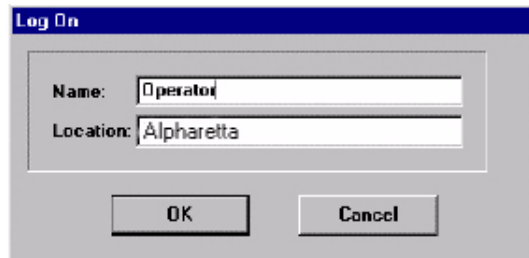 Log On
Name: Operator
Location: Alpharetta
OK Cancel